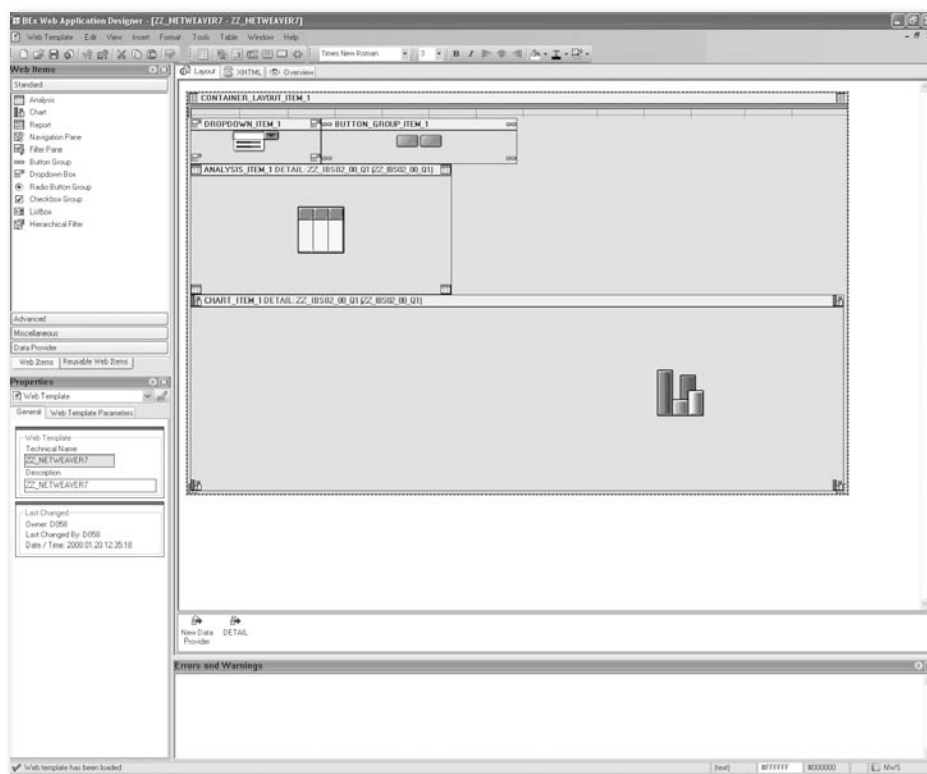 BEx Web Application Designer - [ZZ_NETWEAVER7 - ZZ_NETWEAVER7]
Web Template Edit View Insert Format Tools Table Window Help
Times New Roman 3 B I
Web Items
Standard
Analysis
Chart
Report
Navigation Pane
Filter Pane
Button Group
Dropdown Box
Radio Button Group
Checkbox Group
Listbox
Hierarchical Filter
Advanced
Miscellaneous
Data Provider
Web Items Reusable Web Items
Properties
Web Template
General Web Template Parameters
Web Template
Technical Name
ZZ_NETWEAVER7
Description
ZZ_NETWEAVER7
Last Changed
Owner: D058
Last Changed By: D058
Date / Time: 2008.01.20 12:35:18
Layout XHTML Overview
CONTAINER_LAYOUT_ITEM_1
DROPDOWN_ITEM_1 BUTTON_GROUP_ITEM_1
ANALYSIS_ITEM_1 DETAIL: ZZ_IBS02_00_Q1 (ZZ_IBS02_00_Q1)
CHART_ITEM_1 DETAIL: ZZ_IBS02_00_Q1 (ZZ_IBS02_00_Q1)
New Data Provider
DETAIL
Errors and Warnings
Web template has been loaded
[text] #FFFFFF #000000 NWS